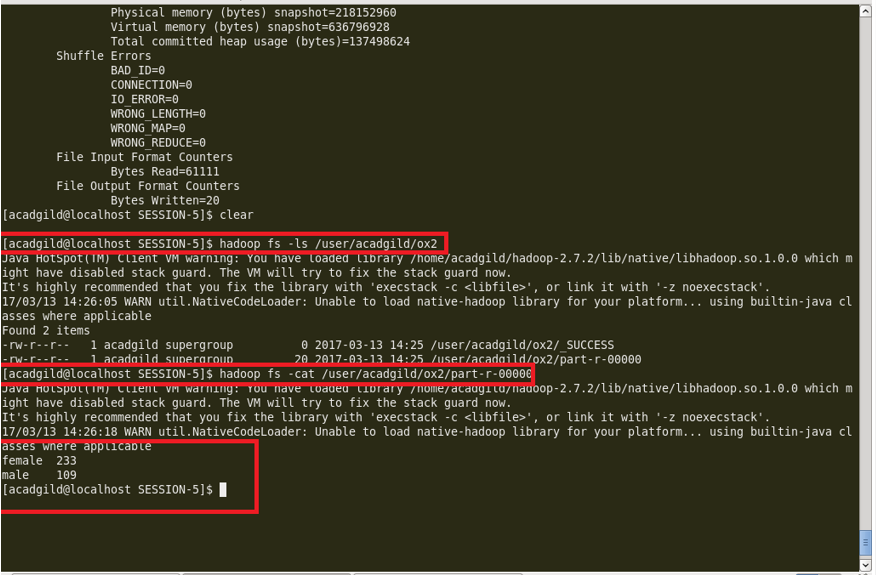 Physical memory (bytes) snapshot=218152960
Virtual memory (bytes) snapshot=636796928
Total committed heap usage (bytes)=137498624
Shuffle Errors
BAD_ID=0
CONNECTION=0
IO_ERROR=0
WRONG_LENGTH=0
WRONG_MAP=0
WRONG_REDUCE=0
File Input Format Counters
Bytes Read=61111
File Output Format Counters
Bytes Written=20
[acadgild@localhost SESSION-5]$ clear
[acadgild@localhost SESSION-5]$ hadoop fs -ls /user/acadgild/ox2
Java HotSpot(TM) Client VM warning: You have loaded library /home/acadgild/hadoop-2.7.2/lib/native/libhadoop.so.1.0.0 which m
ight have disabled stack guard. The VM will try to fix the stack guard now.
It's highly recommended that you fix the library with 'execstack -c <libfile>', or link it with '-z noexecstack'.
17/03/13 14:26:05 WARN util.NativeCodeLoader: Unable to load native-hadoop library for your platform... using builtin-java cl
asses where applicable
Found 2 items
-rw-r--r--   1 acadgild supergroup          0 2017-03-13 14:25 /user/acadgild/ox2/_SUCCESS
-rw-r--r--   1 acadgild supergroup         20 2017-03-13 14:25 /user/acadgild/ox2/part-r-00000
[acadgild@localhost SESSION-5]$ hadoop fs -cat /user/acadgild/ox2/part-r-00000
Java HotSpot(TM) Client VM warning: You have loaded library /home/acadgild/hadoop-2.7.2/lib/native/libhadoop.so.1.0.0 which m
ight have disabled stack guard. The VM will try to fix the stack guard now.
It's highly recommended that you fix the library with 'execstack -c <libfile>', or link it with '-z noexecstack'.
17/03/13 14:26:18 WARN util.NativeCodeLoader: Unable to load native-hadoop library for your platform... using builtin-java cl
asses where applicable
female  233
male    109
[acadgild@localhost SESSION-5]$